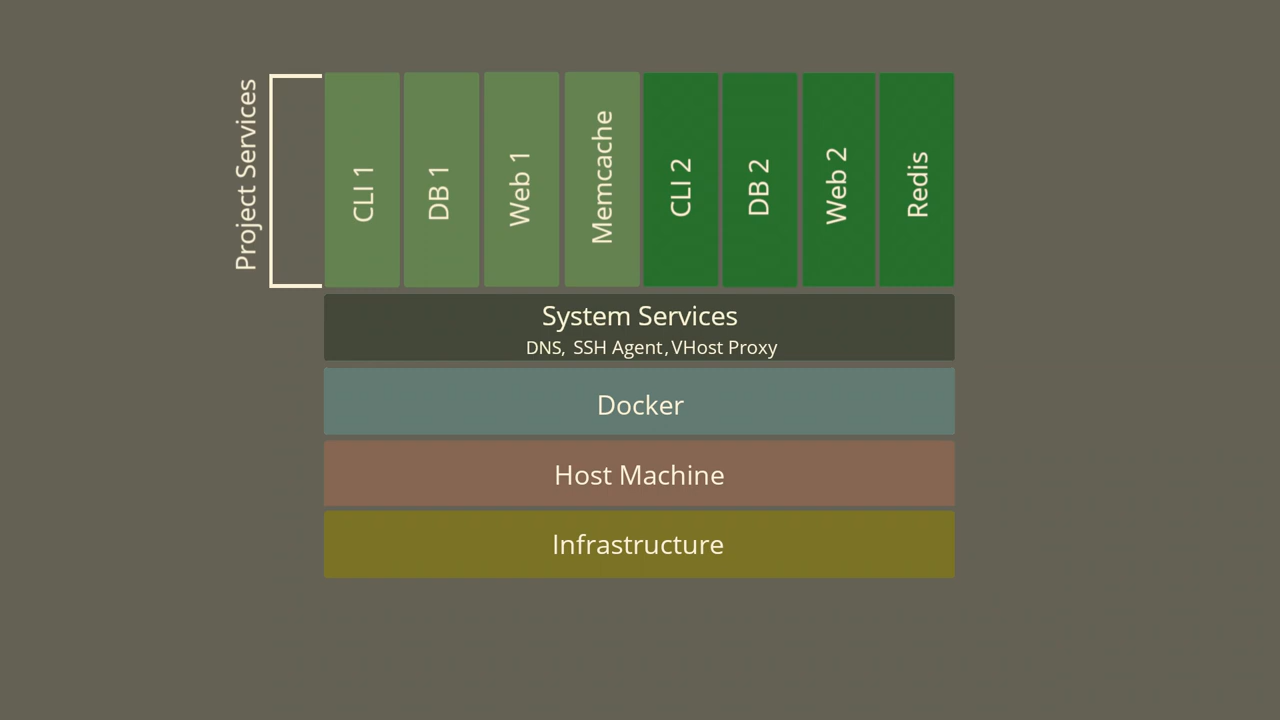 Project Services
CLI 1
DB 1
Web 1
Memcache
CLI 2
DB 2
Web 2
Redis
System Services
DNS, SSH Agent, VHost Proxy
Docker
Host Machine
Infrastructure